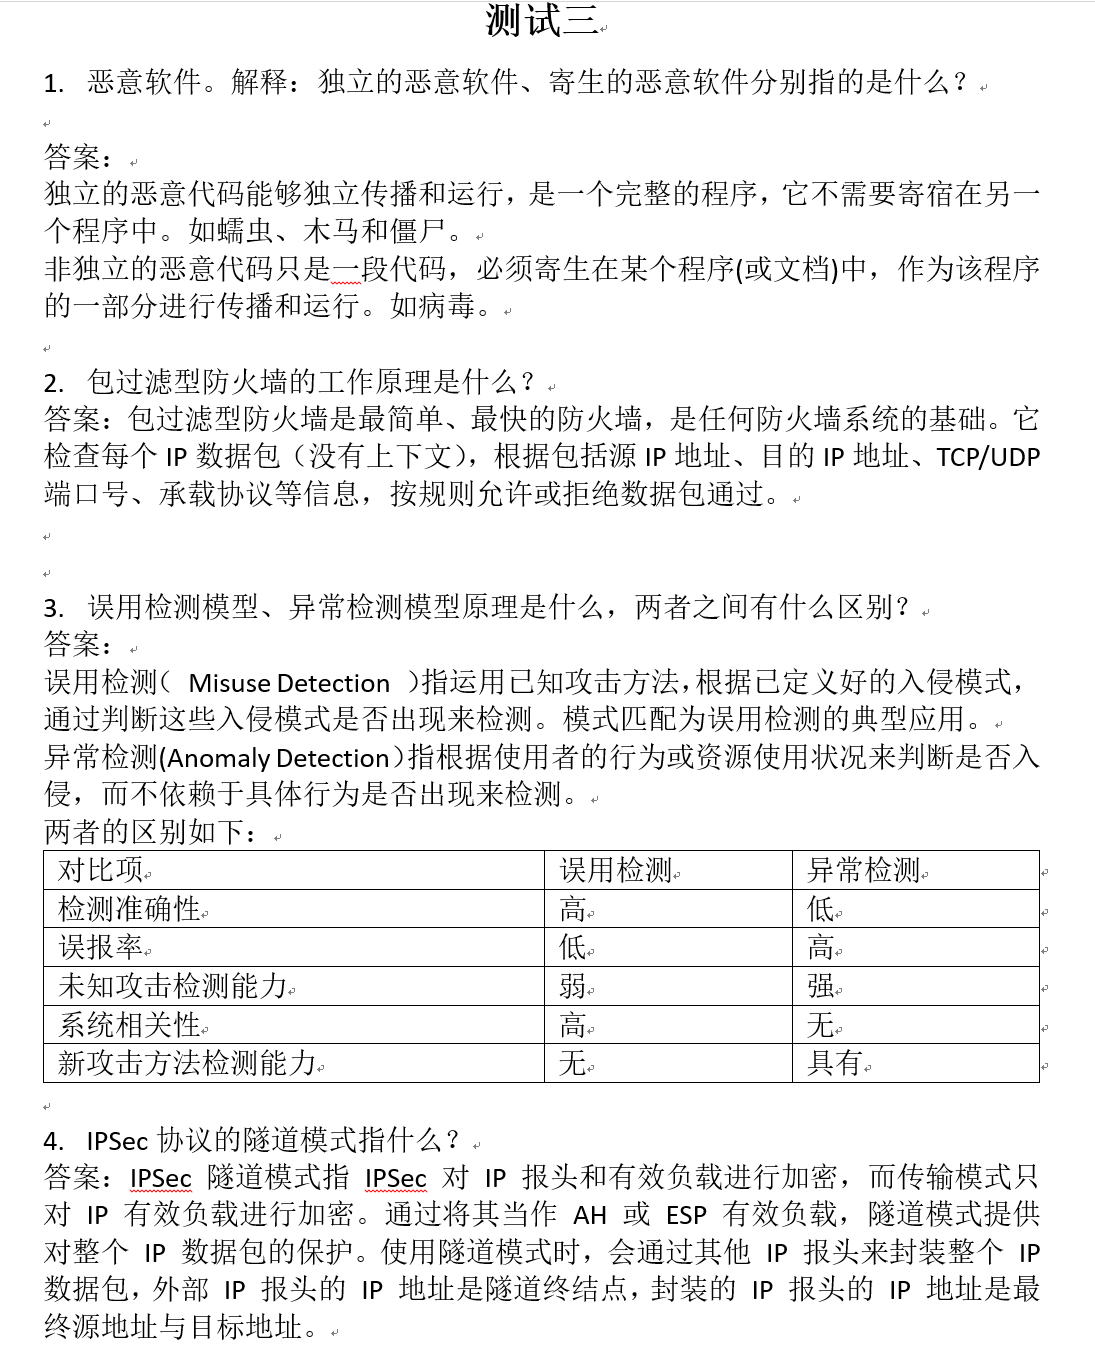 测试三
1. 恶意软件。解释：独立的恶意软件、寄生的恶意软件分别指的是什么？
答案：
独立的恶意代码能够独立传播和运行，是一个完整的程序，它不需要寄宿在另一
个程序中。如蠕虫、木马和僵尸。
非独立的恶意代码只是一段代码，必须寄生在某个程序(或文档)中，作为该程序
的一部分进行传播和运行。如病毒。
2. 包过滤型防火墙的工作原理是什么？
答案：包过滤型防火墙是最简单、最快的防火墙，是任何防火墙系统的基础。它
检查每个 IP 数据包（没有上下文），根据包括源 IP 地址、目的 IP 地址、TCP/UDP
端口号、承载协议等信息，按规则允许或拒绝数据包通过。
3. 误用检测模型、异常检测模型原理是什么，两者之间有什么区别？
答案：
误用检测（ Misuse Detection ）指运用已知攻击方法，根据已定义好的入侵模式，
通过判断这些入侵模式是否出现来检测。模式匹配为误用检测的典型应用。
异常检测(Anomaly Detection）指根据使用者的行为或资源使用状况来判断是否入
侵，而不依赖于具体行为是否出现来检测。
两者的区别如下：
对比项 误用检测 异常检测
检测准确性 高 低
误报率 低 高
未知攻击检测能力 弱 强
系统相关性 高 无
新攻击方法检测能力 无 具有
4. IPSec 协议的隧道模式指什么？
答案：IPSec 隧道模式指 IPSec 对 IP 报头和有效负载进行加密，而传输模式只
对 IP 有效负载进行加密。通过将其当作 AH 或 ESP 有效负载，隧道模式提供
对整个 IP 数据包的保护。使用隧道模式时，会通过其他 IP 报头来封装整个 IP
数据包，外部 IP 报头的 IP 地址是隧道终结点，封装的 IP 报头的 IP 地址是最
终源地址与目标地址。